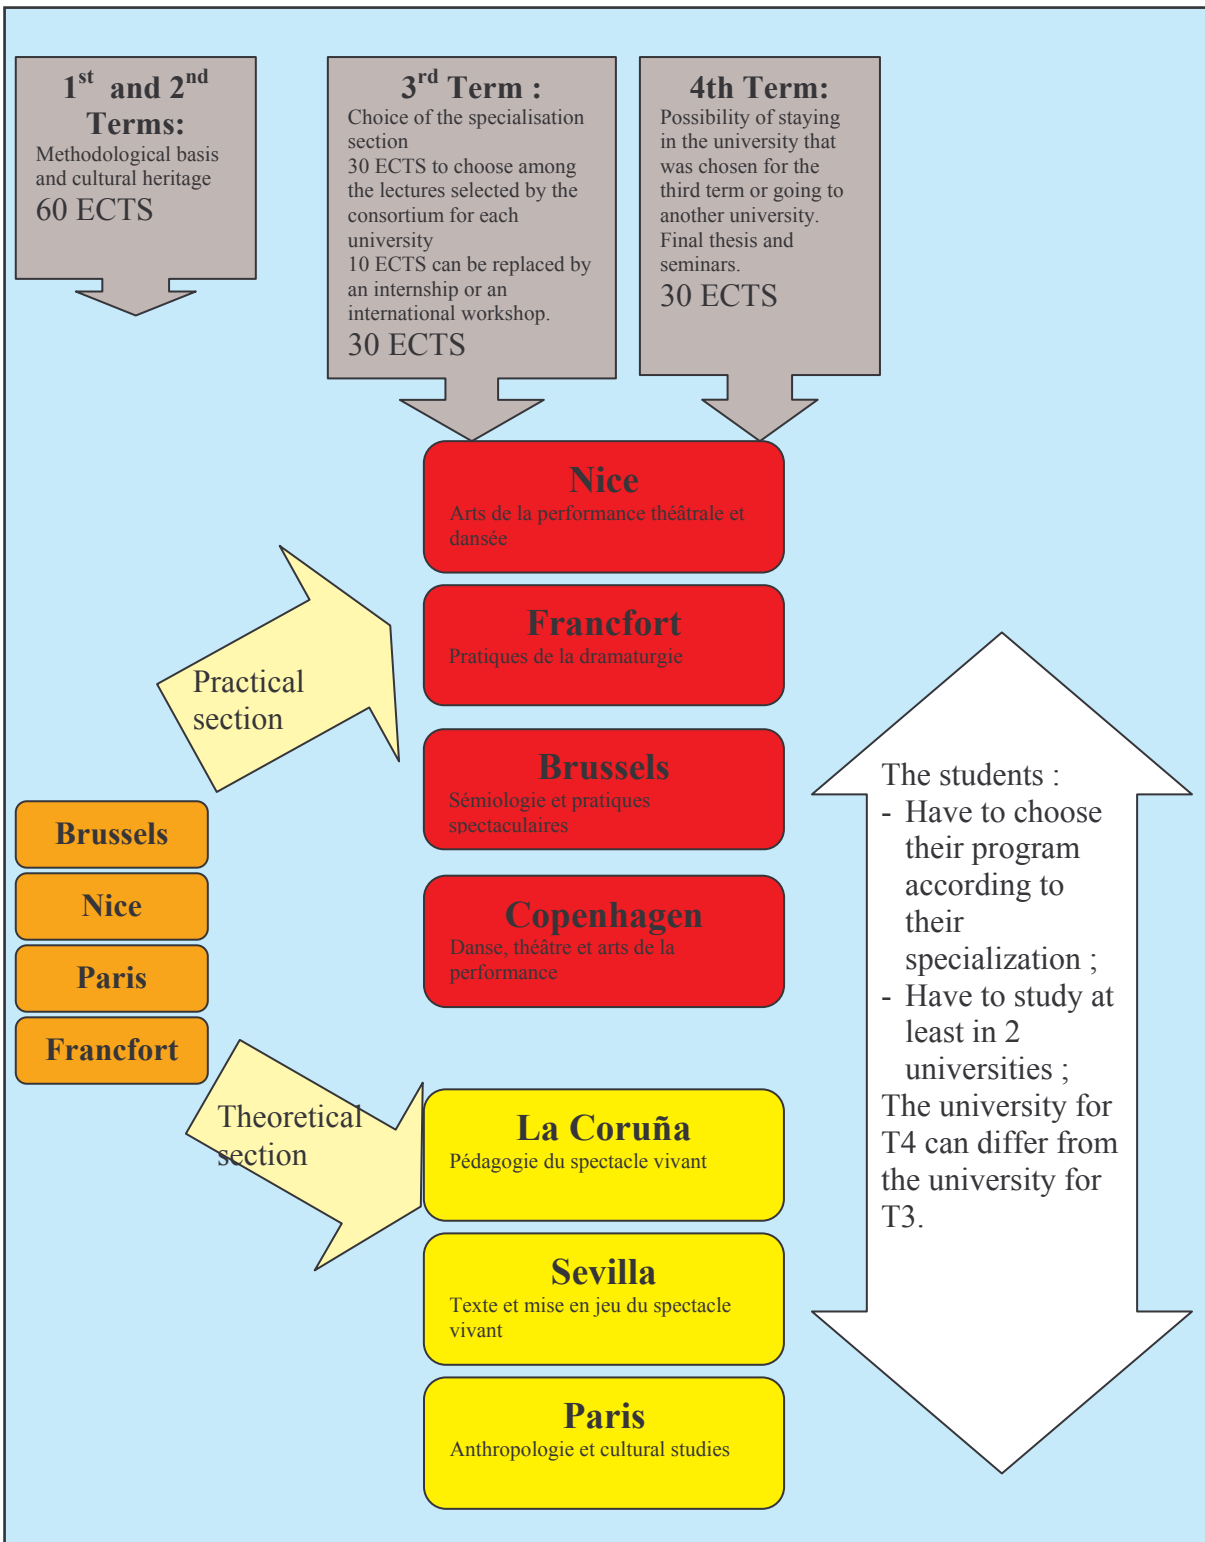 1st and 2nd
Terms:
Methodological basis
and cultural heritage
60 ECTS
3rd Term :
Choice of the specialisation
section
30 ECTS to choose among
the lectures selected by the
consortium for each
university
10 ECTS can be replaced by
an internship or an
international workshop.
30 ECTS
4th Term:
Possibility of staying
in the university that
was chosen for the
third term or going to
another university.
Final thesis and
seminars.
30 ECTS
Nice
Arts de la performance théâtrale et
dansée
Francfort
Pratiques de la dramaturgie
Brussels
Sémiologie et pratiques
spectaculaires
Copenhagen
Danse, théâtre et arts de la
performance
Practical
section
Brussels
Nice
Paris
Francfort
Theoretical
section
La Coruña
Pédagogie du spectacle vivant
Sevilla
Texte et mise en jeu du spectacle
vivant
Paris
Anthropologie et cultural studies
The students :
- Have to choose
their program
according to
their
specialization ;
- Have to study at
least in 2
universities ;
The university for
T4 can differ from
the university for
T3.